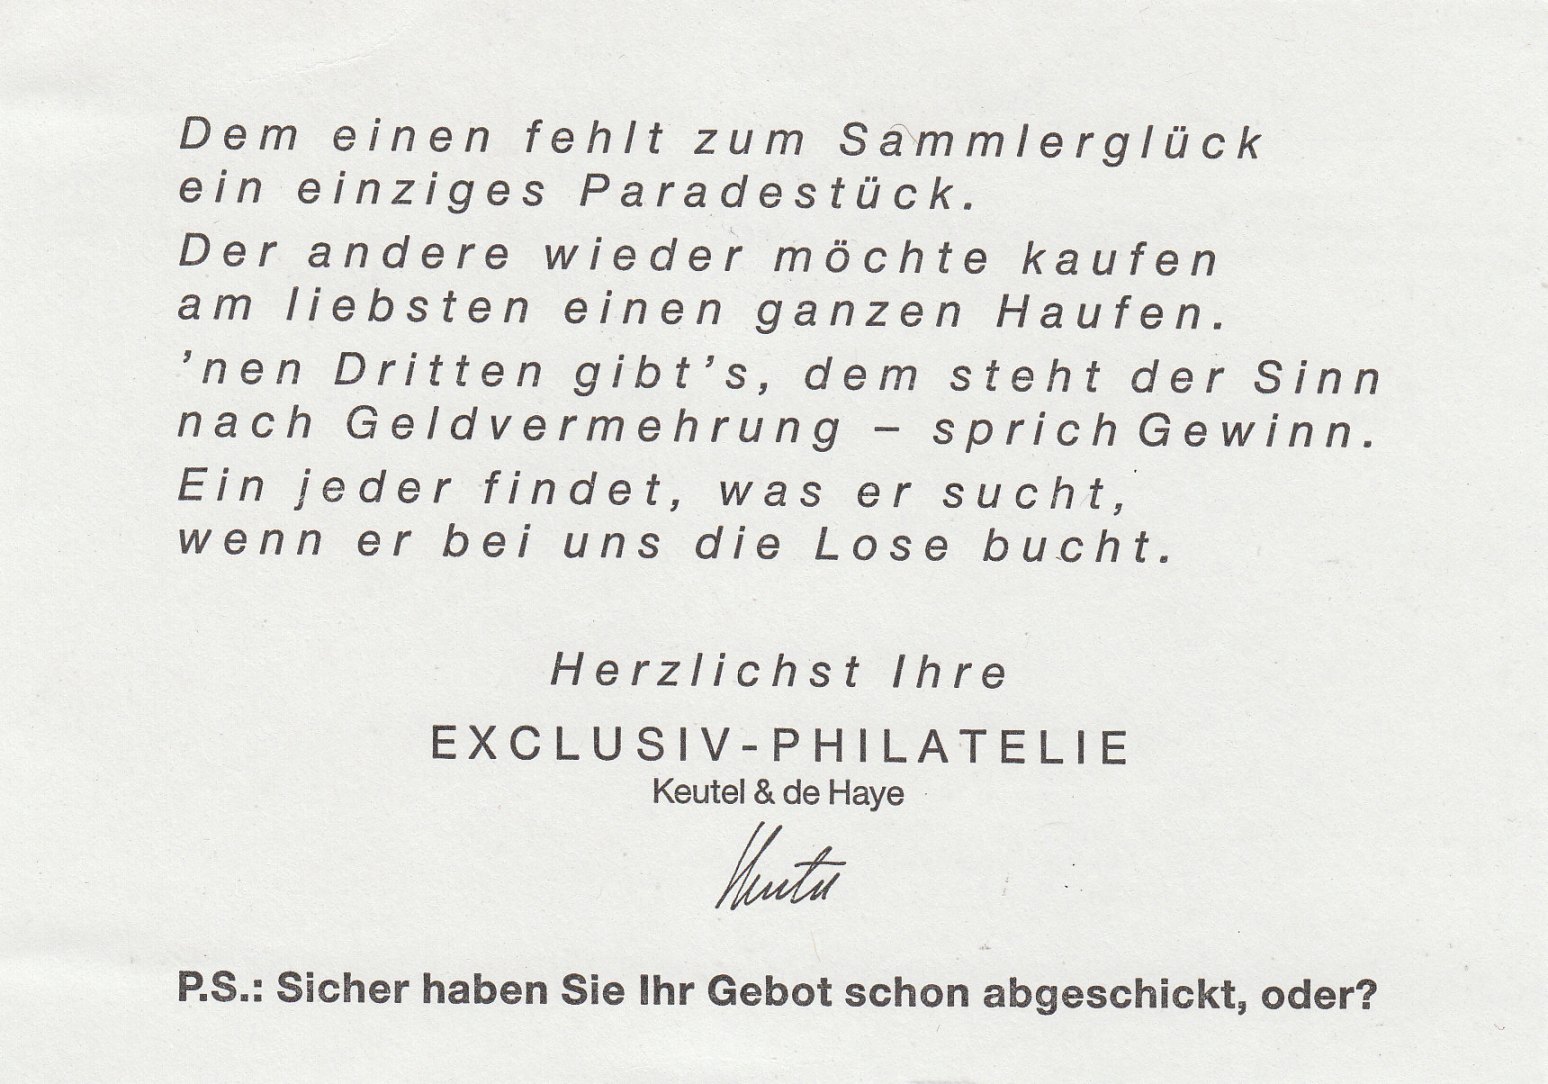 Dem einen fehlt zum Sammlerglück
ein einziges Paradestück.
Der andere wieder möchte kaufen
am liebsten einen ganzen Haufen.
’nen Dritten gibt’s, dem steht der Sinn
nach Geldvermehrung – sprich Gewinn.
Ein jeder findet, was er sucht,
wenn er bei uns die Lose bucht.
Herzlichst Ihre
EXCLUSIV-PHILATELIE
Keutel & de Haye
Keutel
P.S.: Sicher haben Sie Ihr Gebot schon abgeschickt, oder?